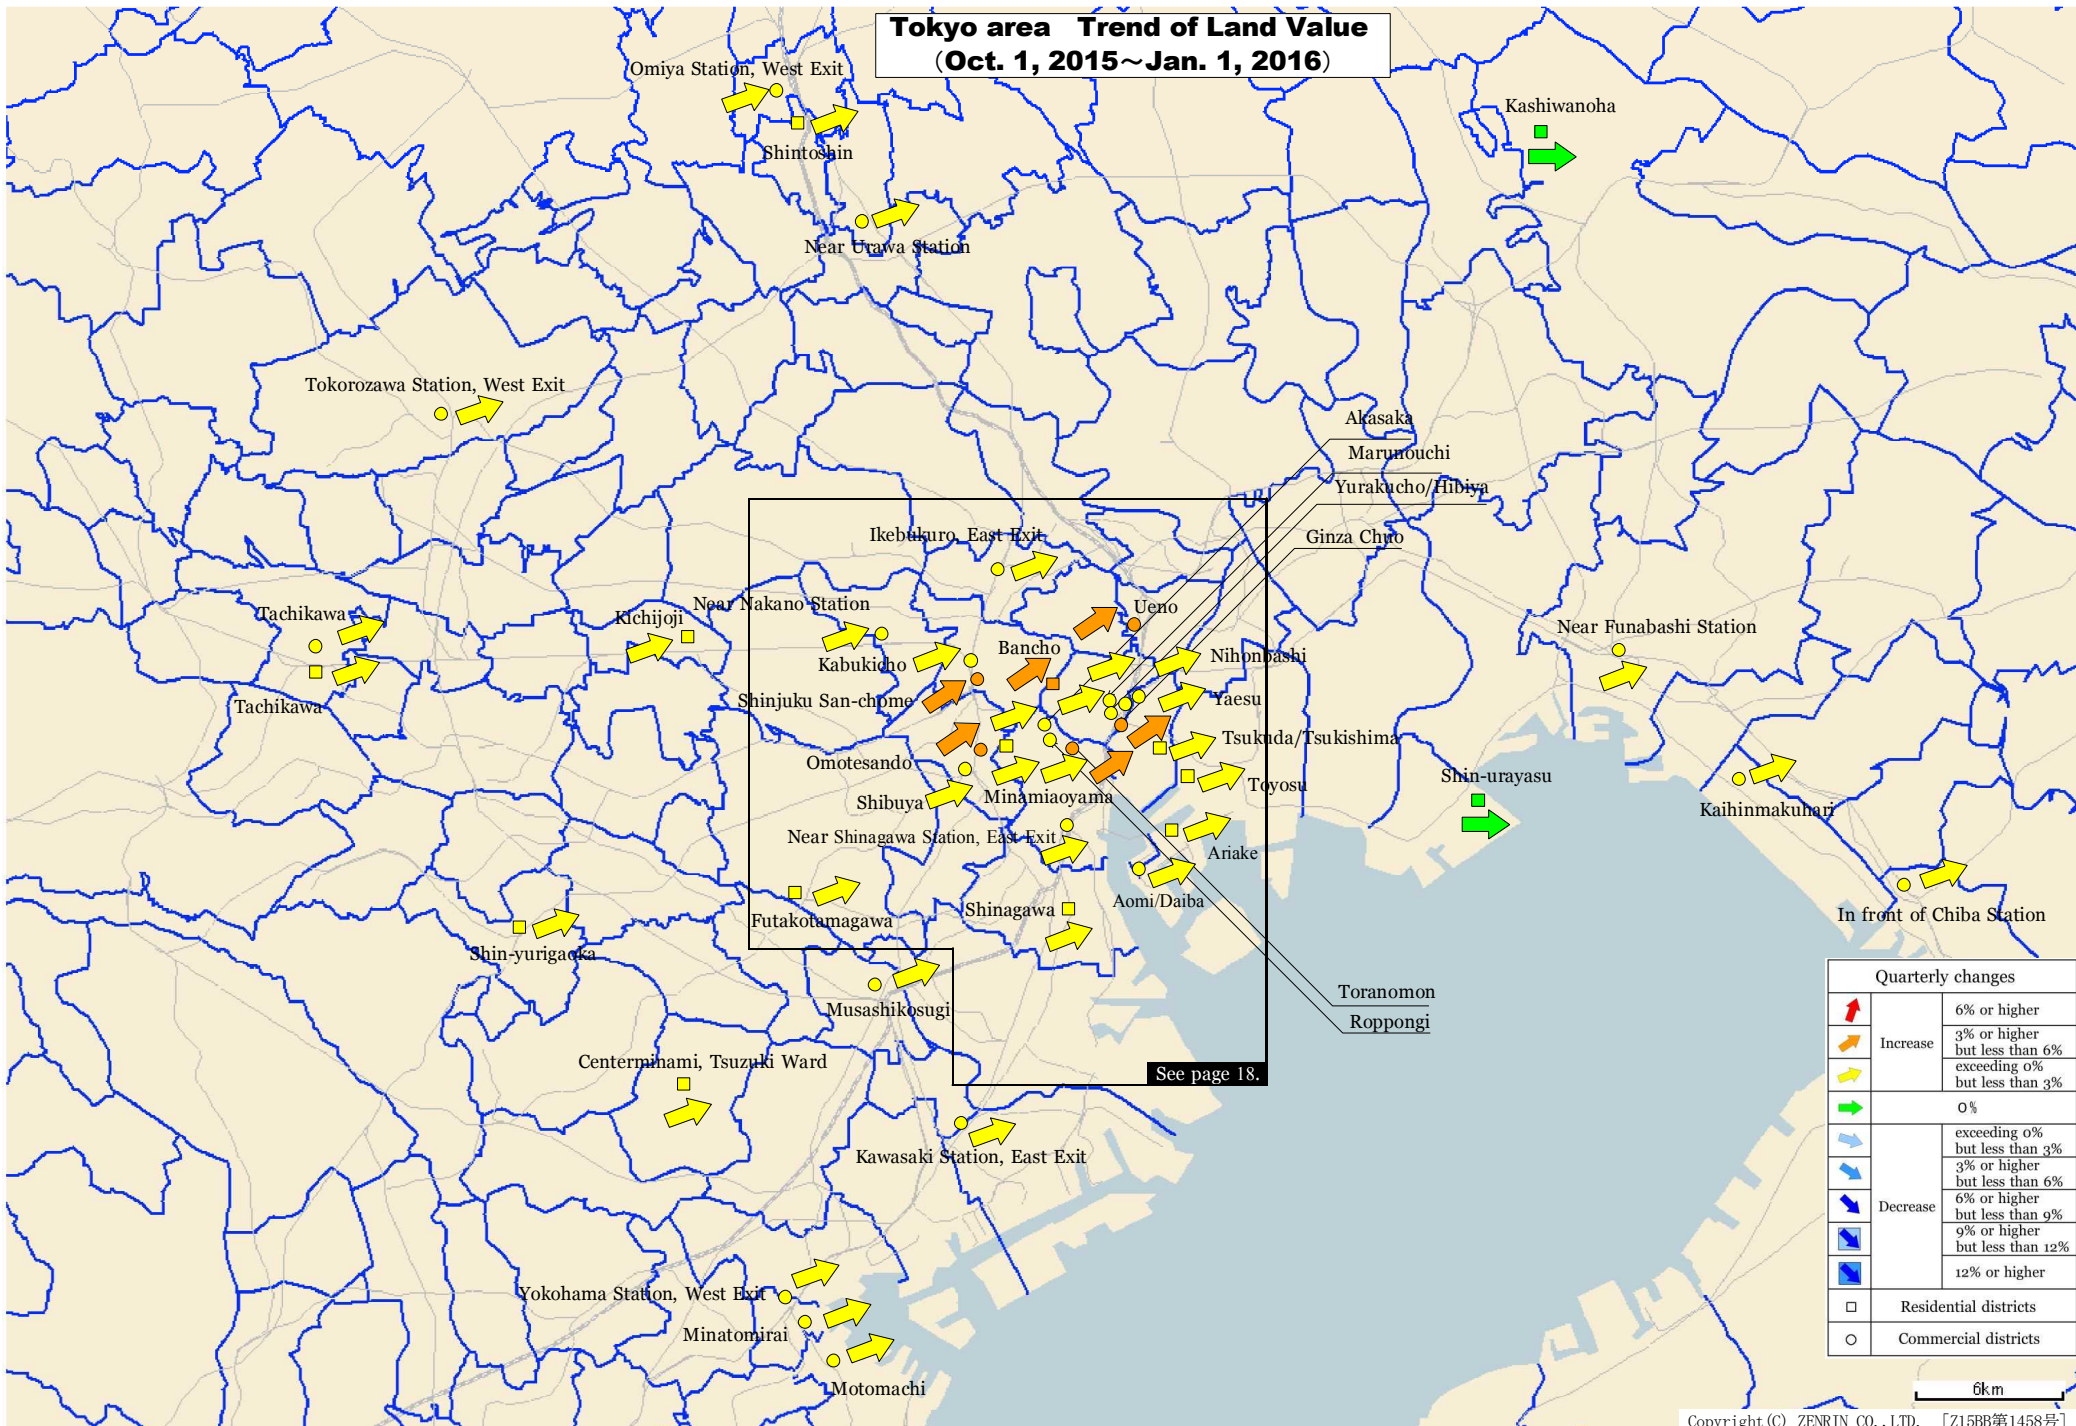 Tokyo area Trend of Land Value
（Oct. 1, 2015～Jan. 1, 2016）
Omiya Station, West Exit
Shintoshin
Near Urawa Station
Kashiwanoha
Tokorozawa Station, West Exit
Akasaka
Marunouchi
Yurakucho/Hibiya
Ginza Chuo
Ikebukuro, East Exit
Tachikawa
Tachikawa
Kichijoji
Near Nakano Station
Ueno
Near Funabashi Station
Kabukicho
Bancho
Nihonbashi
Shinjuku San-chome
Yaesu
Tsukuda/Tsukishima
Omotesando
Toyosu
Shin-urayasu
Shibuya
Minamiaoyama
Kaihinmakuhari
Near Shinagawa Station, East Exit
Ariake
Aomi/Daiba
Futakotamagawa
Shinagawa
In front of Chiba Station
Shin-yurigaoka
Musashikosugi
Toranomon
Roppongi
Centerminami, Tsuzuki Ward
See page 18.
Kawasaki Station, East Exit
Yokohama Station, West Exit
Minatomirai
Motomachi
Quarterly changes
Increase
6% or higher
3% or higher
but less than 6%
exceeding 0%
but less than 3%
0%
Decrease
exceeding 0%
but less than 3%
3% or higher
but less than 6%
6% or higher
but less than 9%
9% or higher
but less than 12%
12% or higher
Residential districts
Commercial districts
6km
Copyright(C) ZENRIN CO.,LTD. [Z15BB第1458号]